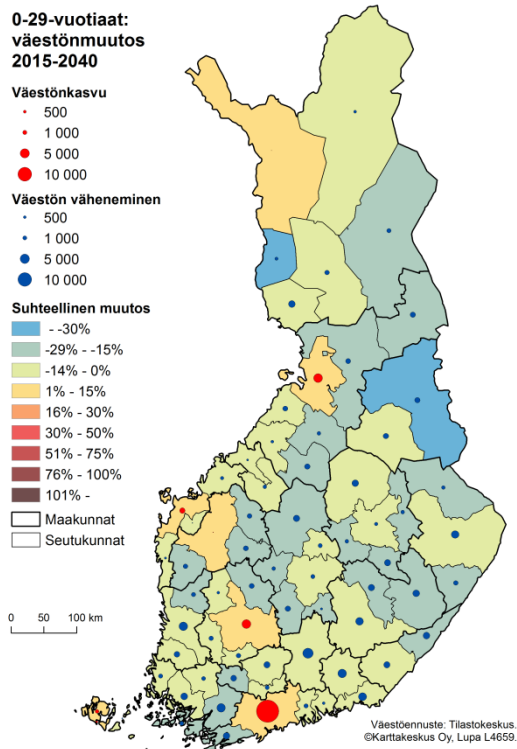 0-29-vuotiaat:
väestönmuutos
2015-2040
Väestönkasvu
500
1 000
5 000
10 000
Väestön väheneminen
500
1 000
5 000
10 000
Suhteellinen muutos
- -30%
-29% - -15%
-14% - 0%
1% - 15%
16% - 30%
30% - 50%
51% - 75%
76% - 100%
101% -
Maakunnat
Seutukunnat
0 50 100 km
Väestöennuste: Tilastokeskus.
©Karttakeskus Oy, Lupa L4659.